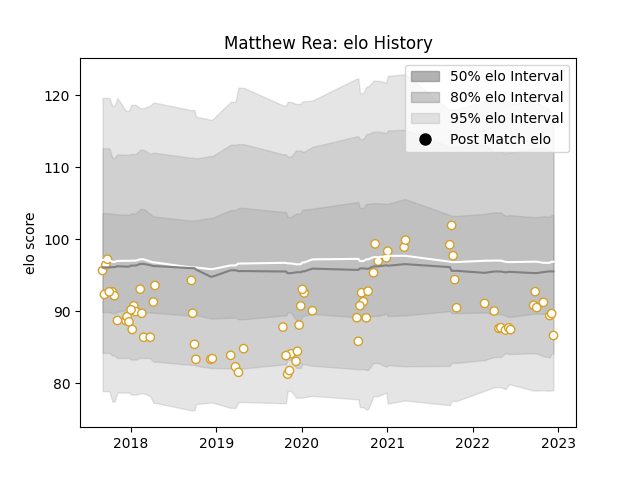 Matthew Rea: elo History
50% elo Interval
80% elo Interval
95% elo Interval
Post Match elo
elo score
120
110
100
90
80
2018 2019 2020 2021 2022 2023